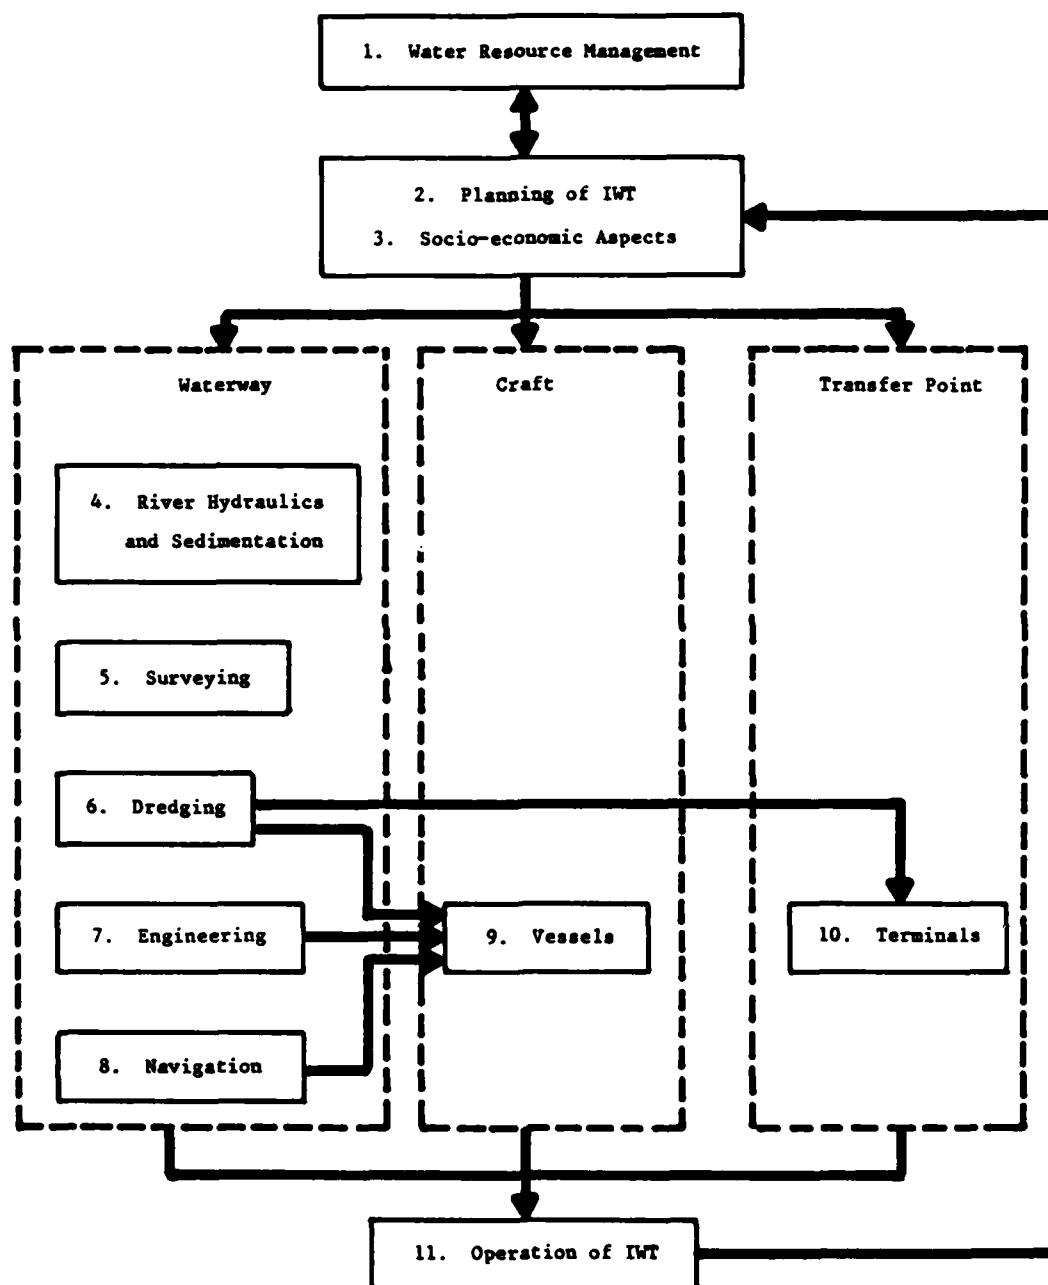 1. Water Resource Management
2. Planning of IWT
3. Socio-economic Aspects
Waterway
Craft
Transfer Point
4. River Hydraulics
and Sedimentation
5. Surveying
6. Dredging
7. Engineering
9. Vessels
10. Terminals
8. Navigation
11. Operation of IWT